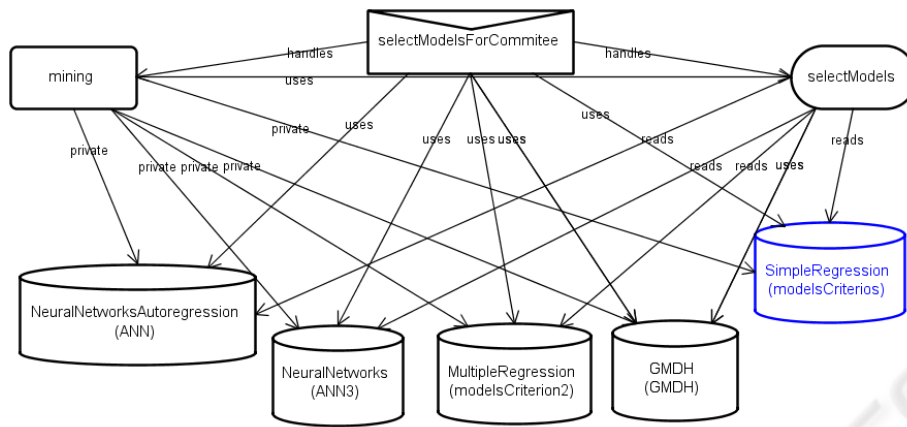 selectModelsForCommitee
handles
handles
mining
uses
selectModels
private
uses
uses
private
private
private
private
uses
uses
uses
uses
reads
reads
reads
uses
reads
SimpleRegression
(modelsCriterios)
NeuralNetworksAutoregression
(ANN)
NeuralNetworks
(ANN3)
MultipleRegression
(modelsCriterion2)
GMDH
(GMDH)